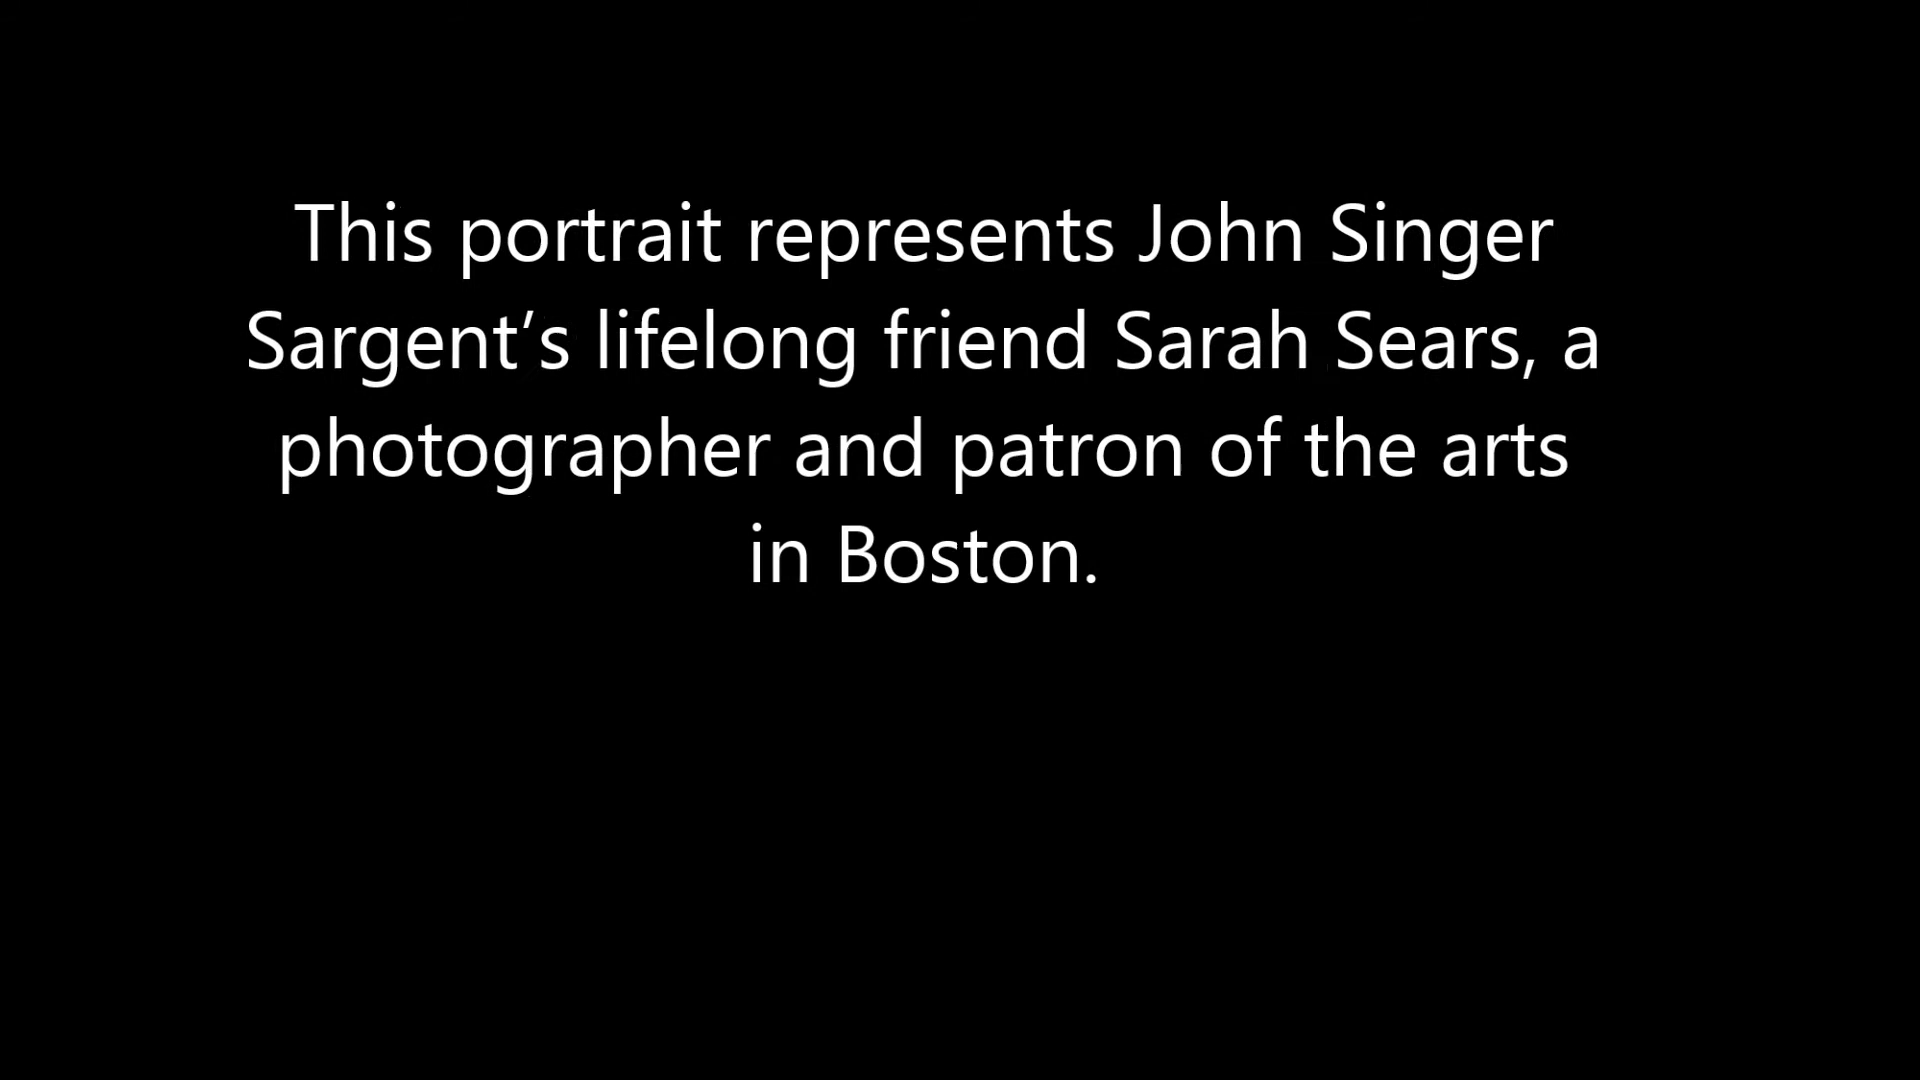 This portrait represents John Singer
Sargent’s lifelong friend Sarah Sears, a
photographer and patron of the arts
in Boston.